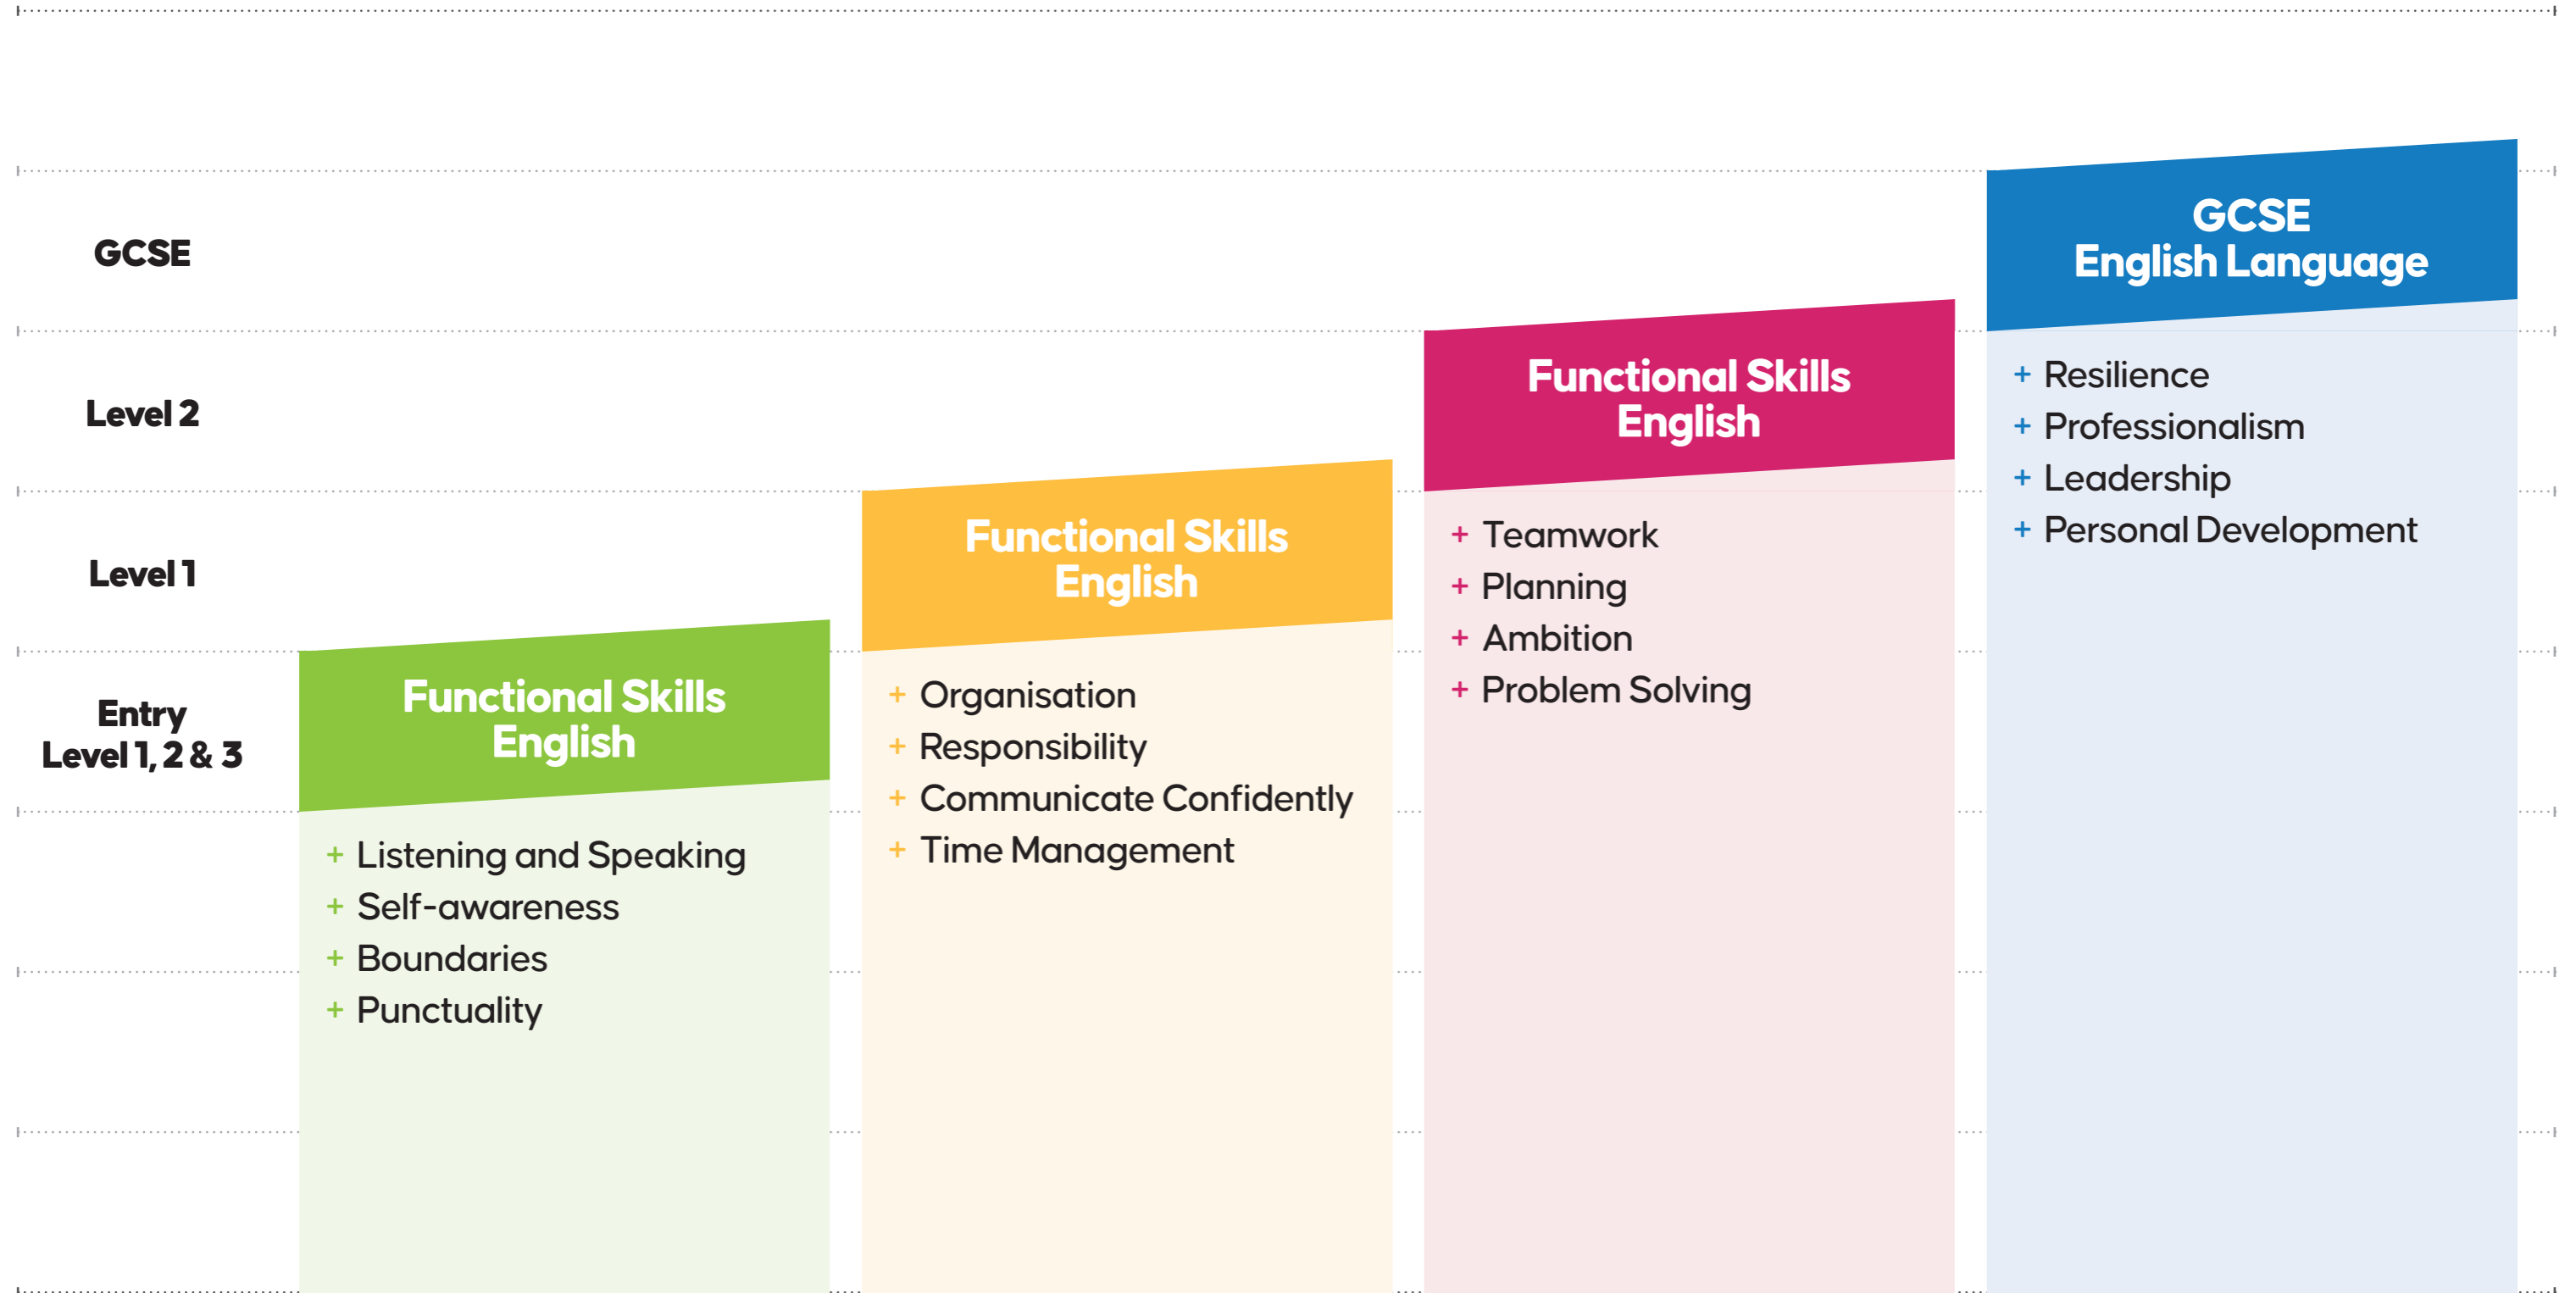 GCSE
Level 2
Level 1
Entry
Level 1, 2 & 3
Functional Skills
English
+ Listening and Speaking
+ Self-awareness
+ Boundaries
+ Punctuality
Functional Skills
English
+ Organisation
+ Responsibility
+ Communicate Confidently
+ Time Management
Functional Skills
English
+ Teamwork
+ Planning
+ Ambition
+ Problem Solving
GCSE
English Language
+ Resilience
+ Professionalism
+ Leadership
+ Personal Development